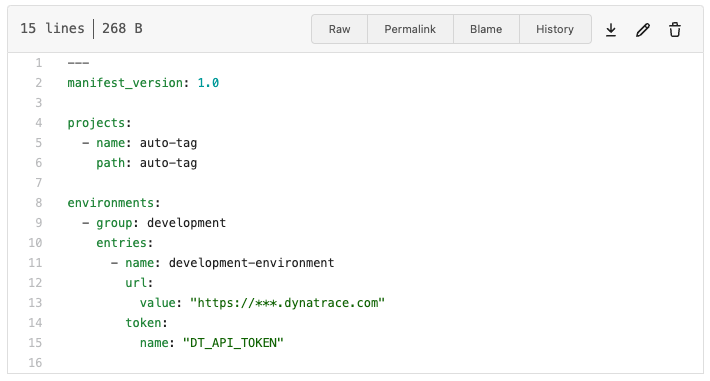 15 lines | 268 B Raw Permalink Blame History
1 ---
2 manifest_version: 1.0
3
4 projects:
5   - name: auto-tag
6     path: auto-tag
7
8 environments:
9   - group: development
10     entries:
11       - name: development-environment
12         url:
13           value: "https://***.dynatrace.com"
14         token:
15           name: "DT_API_TOKEN"
16